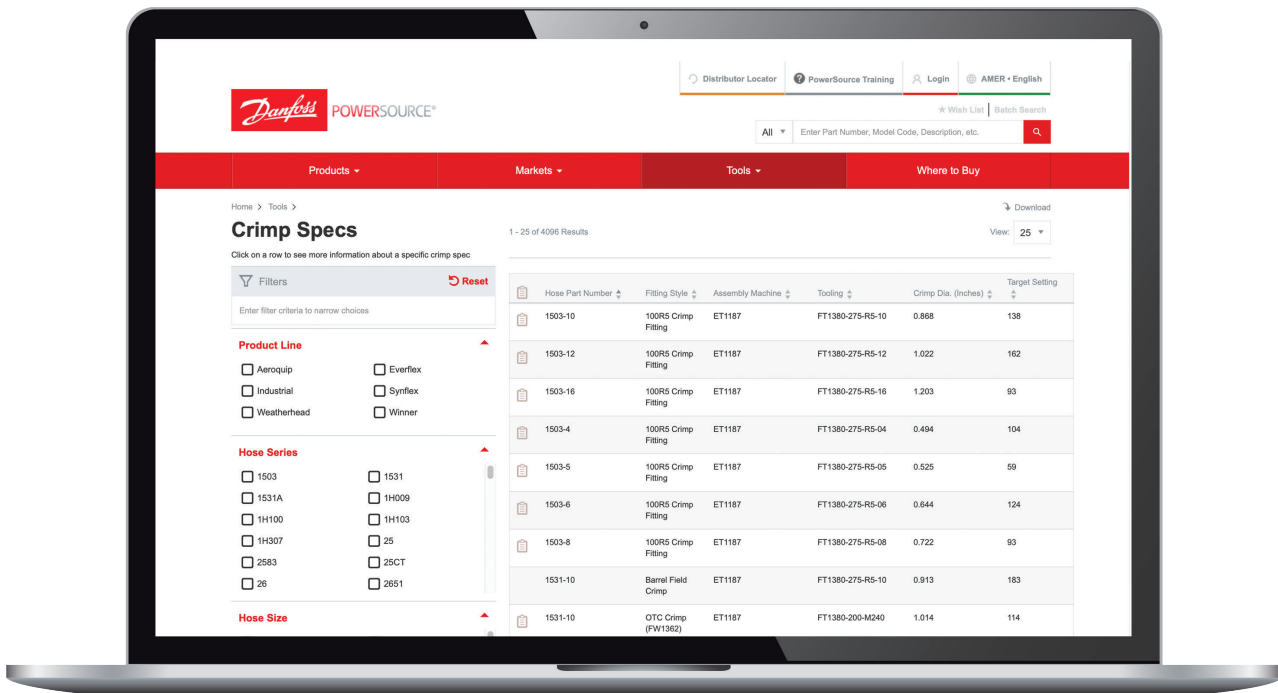 Distributor Locator
PowerSource Training
Login
AMER • English
Danfoss POWERSOURCE®
★ Wish List | Batch Search
All
Enter Part Number, Model Code, Description, etc.
Products
Markets
Tools
Where to Buy
Home > Tools >
Download
Crimp Specs
1 - 25 of 4096 Results
View: 25
Click on a row to see more information about a specific crimp spec
Filters
Reset
Enter filter criteria to narrow choices
Product Line
Aeroquip Everflex
Industrial Synflex
Weatherhead Winner
Hose Series
1503 1531
1531A 1H009
1H100 1H103
1H307 25
2583 25CT
26 2651
Hose Size
Hose Part Number Fitting Style Assembly Machine Tooling Crimp Dia. (Inches) Target Setting
1503-10 100R5 Crimp ET1187 FT1380-275-R5-10 0.868 138
Fitting
1503-12 100R5 Crimp ET1187 FT1380-275-R5-12 1.022 162
Fitting
1503-16 100R5 Crimp ET1187 FT1380-275-R5-16 1.203 93
Fitting
1503-4 100R5 Crimp ET1187 FT1380-275-R5-04 0.494 104
Fitting
1503-5 100R5 Crimp ET1187 FT1380-275-R5-05 0.525 59
Fitting
1503-6 100R5 Crimp ET1187 FT1380-275-R5-06 0.644 124
Fitting
1503-8 100R5 Crimp ET1187 FT1380-275-R5-08 0.722 93
Fitting
1531-10 Barrel Field ET1187 FT1380-275-R5-10 0.913 183
Crimp
1531-10 OTC Crimp ET1187 FT1380-200-M240 1.014 114
(FW1362)